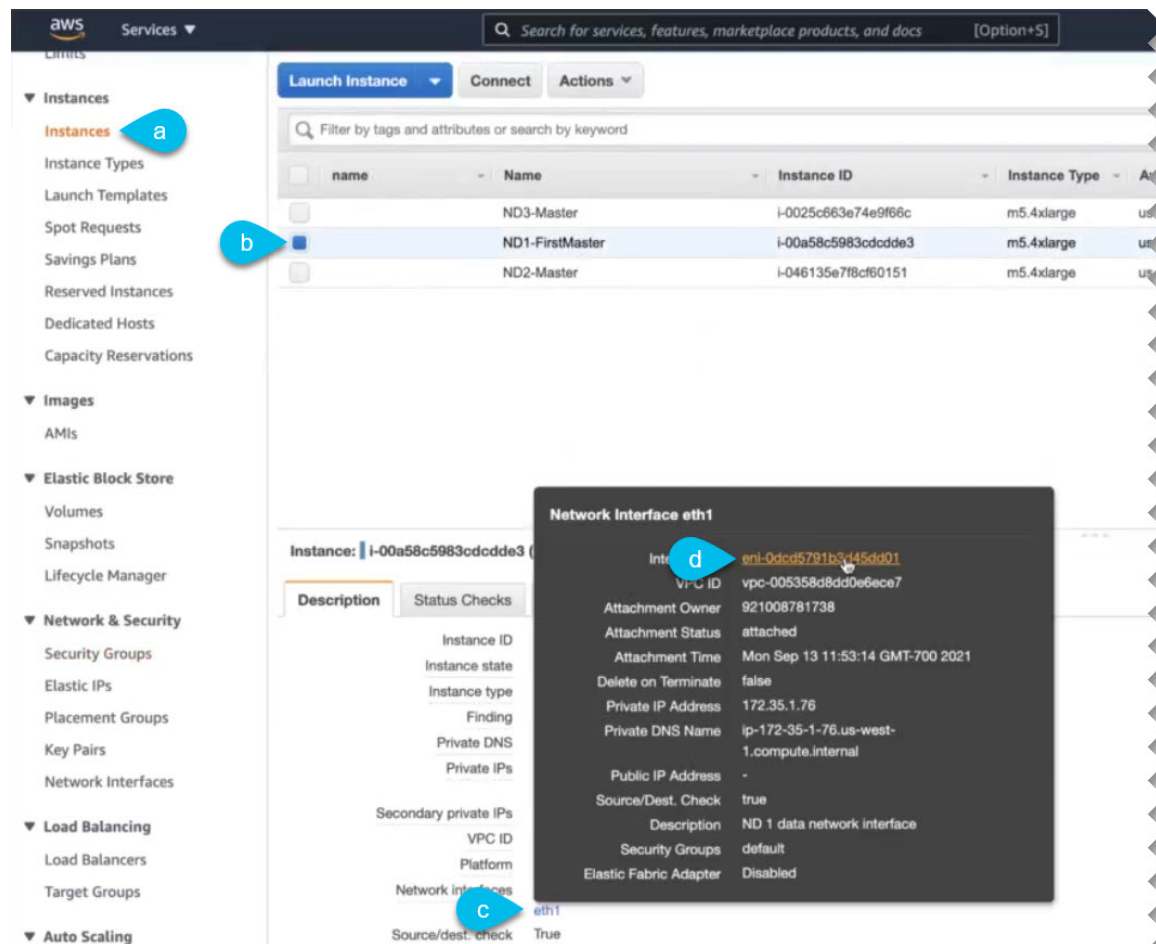 aws Services ▼ Search for services, features, marketplace products, and docs [Option+S]
Limits
▼ Instances
Instances a
Instance Types
Launch Templates
Spot Requests
Savings Plans
Reserved Instances
Dedicated Hosts
Capacity Reservations
▼ Images
AMIs
▼ Elastic Block Store
Volumes
Snapshots
Lifecycle Manager
▼ Network & Security
Security Groups
Elastic IPs
Placement Groups
Key Pairs
Network Interfaces
▼ Load Balancing
Load Balancers
Target Groups
▼ Auto Scaling
Launch Instance Connect Actions
Filter by tags and attributes or search by keyword
name Name Instance ID Instance Type
ND3-Master i-0025c663e74e9f66c m5.4xlarge us
b ND1-FirstMaster i-00a58c5983cdcdde3 m5.4xlarge us
ND2-Master i-046135e7f8cf60151 m5.4xlarge us
Instance: i-00a58c5983cdcdde3 (
Description Status Checks
Instance ID
Instance state
Instance type
Finding
Private DNS
Private IPs
Secondary private IPs
VPC ID
Platform
Network interfaces
c eth1
Source/dest. check True
Network Interface eth1
d eni-0dcd5791b3d45dd01
VPC ID vpc-005358d8dd0e6ece7
Attachment Owner 921008781738
Attachment Status attached
Attachment Time Mon Sep 13 11:53:14 GMT-700 2021
Delete on Terminate false
Private IP Address 172.35.1.76
Private DNS Name ip-172-35-1-76.us-west-
1.compute.internal
Public IP Address -
Source/Dest. Check true
Description ND 1 data network interface
Security Groups default
Elastic Fabric Adapter Disabled